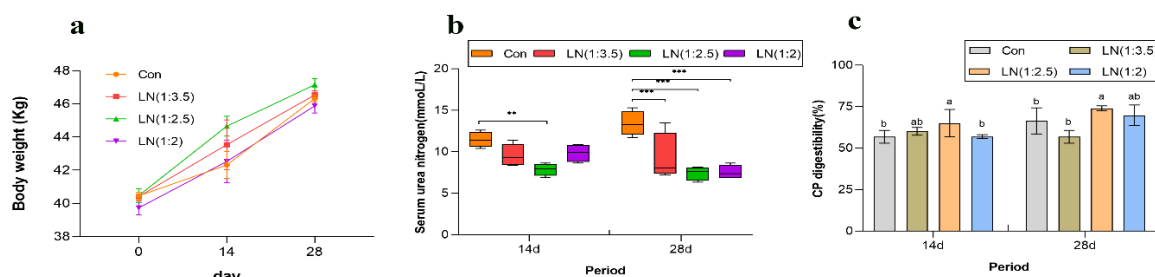 a
Body weight (Kg)
48
46
44
42
40
38
Con
LN(1:3.5)
LN(1:2.5)
LN(1:2)
0
14
28
day
b
Con
LN(1:3.5)
LN(1:2.5)
LN(1:2)
Serum urea nitrogen(mmol/L)
20
15
10
5
0
**
***
***
***
14d
28d
Period
c
Con
LN(1:3.5)
LN(1:2.5)
LN(1:2)
CP digestibility(%)
100
75
50
25
0
b
ab
a
b
b
b
a
ab
14d
28d
Period